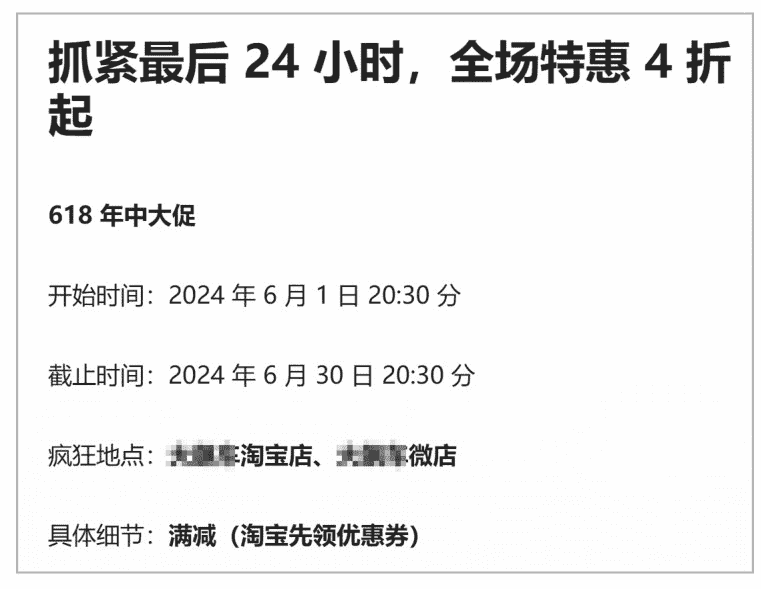 抓紧最后 24 小时，全场特惠 4 折
起
618 年中大促
开始时间：2024 年 6 月 1 日 20:30 分
截止时间：2024 年 6 月 30 日 20:30 分
疯狂地点：淘宝店、微店
具体细节：满减（淘宝先领优惠券）